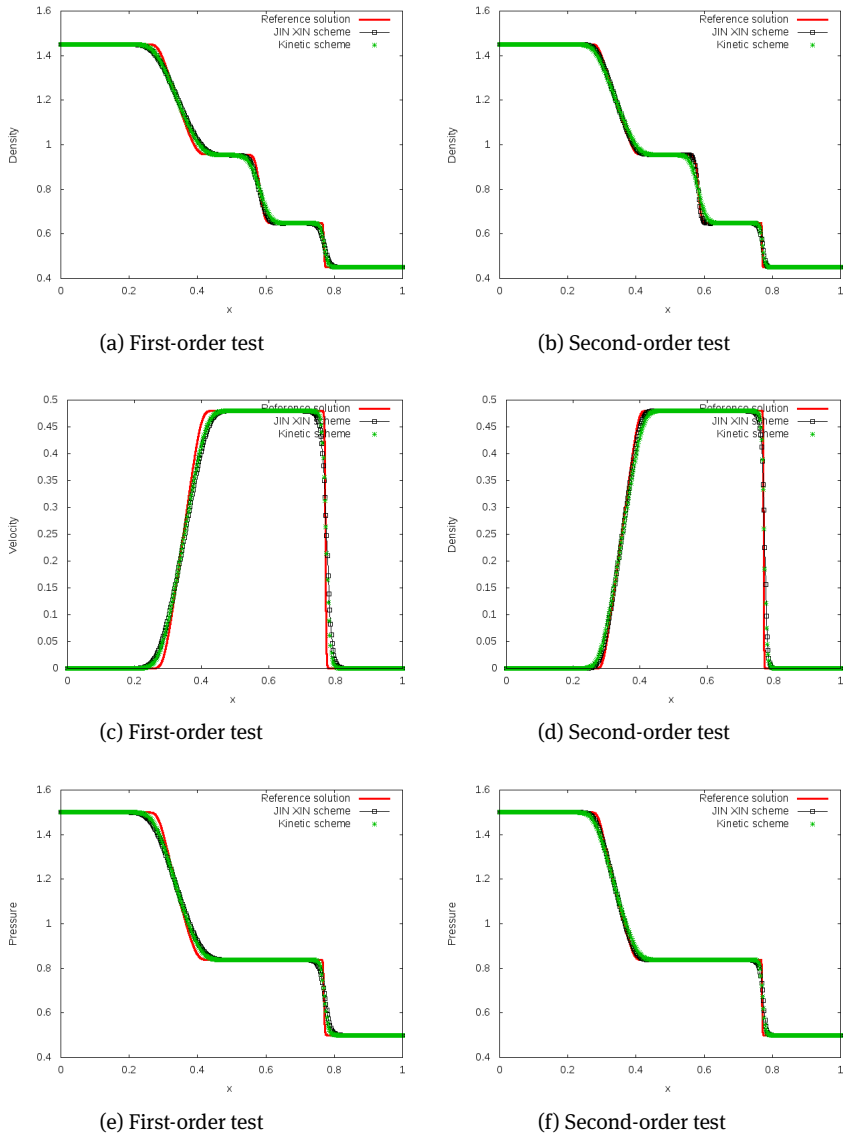 1.6
1.4
1.2
1
0.8
0.6
0.4
0
0.2
0.4
0.6
0.8
1
Density
x
Reference solution
JIN XIN scheme
Kinetic scheme
(a) First-order test
1.6
1.4
1.2
1
0.8
0.6
0.4
0
0.2
0.4
0.6
0.8
1
Density
x
Reference solution
JIN XIN scheme
Kinetic scheme
(b) Second-order test
0.5
0.45
0.4
0.35
0.3
0.25
0.2
0.15
0.1
0.05
0
0
0.2
0.4
0.6
0.8
1
Velocity
x
Reference solution
JIN XIN scheme
Kinetic scheme
(c) First-order test
0.5
0.45
0.4
0.35
0.3
0.25
0.2
0.15
0.1
0.05
0
0
0.2
0.4
0.6
0.8
1
Density
x
Reference solution
JIN XIN scheme
Kinetic scheme
(d) Second-order test
1.6
1.4
1.2
1
0.8
0.6
0.4
0
0.2
0.4
0.6
0.8
1
Pressure
x
Reference solution
JIN XIN scheme
Kinetic scheme
(e) First-order test
1.6
1.4
1.2
1
0.8
0.6
0.4
0
0.2
0.4
0.6
0.8
1
Pressure
x
Reference solution
JIN XIN scheme
Kinetic scheme
(f) Second-order test